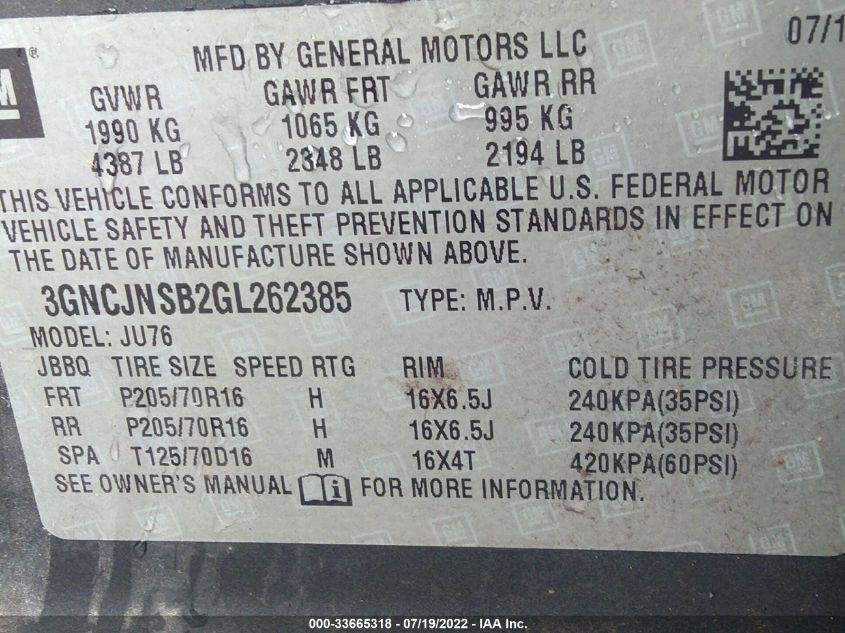 MFD BY GENERAL MOTORS LLC 07/1
GM ®
GVWR GAWR FRT GAWR RR
1990 KG 1065 KG 995 KG
4387 LB 2348 LB 2194 LB
THIS VEHICLE CONFORMS TO ALL APPLICABLE U.S. FEDERAL MOTOR
VEHICLE SAFETY AND THEFT PREVENTION STANDARDS IN EFFECT ON
THE DATE OF MANUFACTURE SHOWN ABOVE.
3GNCJNSB2GL262385 TYPE: M.P.V.
MODEL: JU76
JBBQ TIRE SIZE SPEED RTG RIM COLD TIRE PRESSURE
FRT P205/70R16 H 16X6.5J 240KPA(35PSI)
RR P205/70R16 H 16X6.5J 240KPA(35PSI)
SPA T125/70D16 M 16X4T 420KPA(60PSI)
SEE OWNER'S MANUAL i FOR MORE INFORMATION.
000-33665318 - 07/19/2022 - IAA Inc.